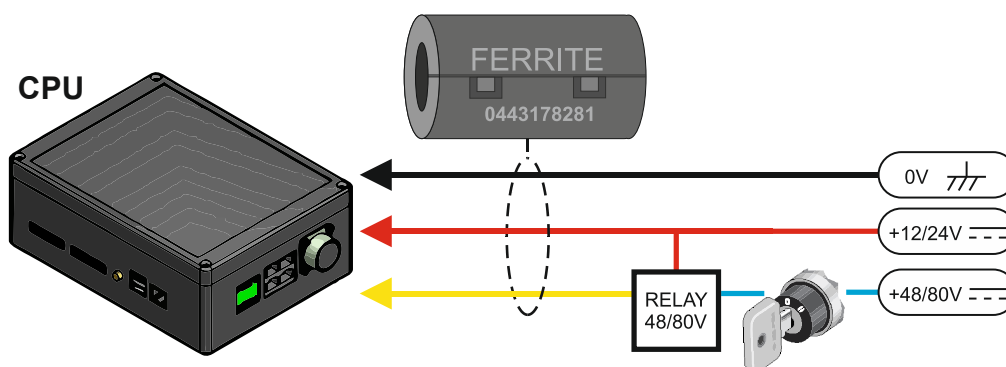 CPU
FERRITE
0443178281
0V
+12/24V
RELAY
48/80V
+48/80V